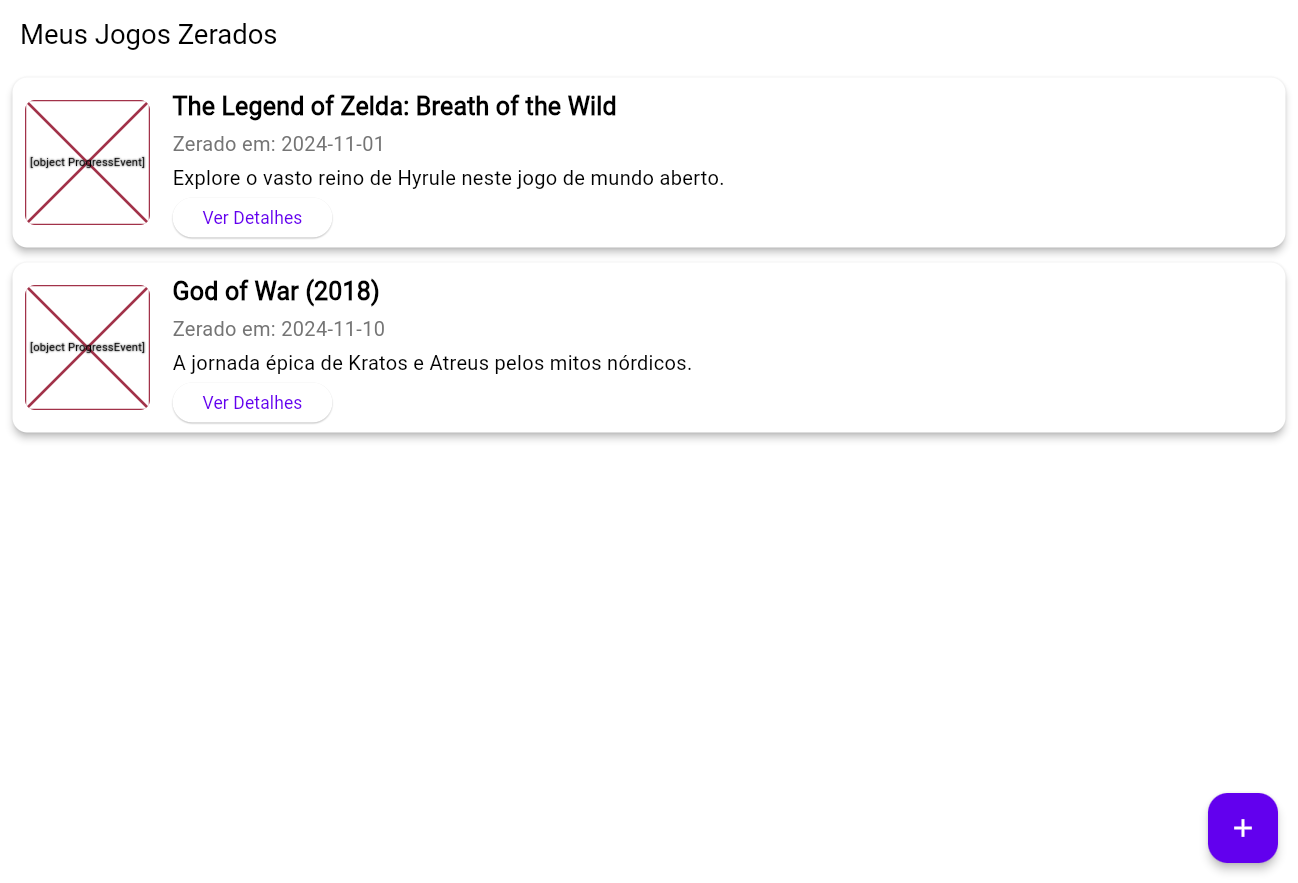 Meus Jogos Zerados
The Legend of Zelda: Breath of the Wild
Zerado em: 2024-11-01
[object ProgressEvent]
Explore o vasto reino de Hyrule neste jogo de mundo aberto.
Ver Detalhes
God of War (2018)
Zerado em: 2024-11-10
[object ProgressEvent]
A jornada épica de Kratos e Atreus pelos mitos nórdicos.
Ver Detalhes
+